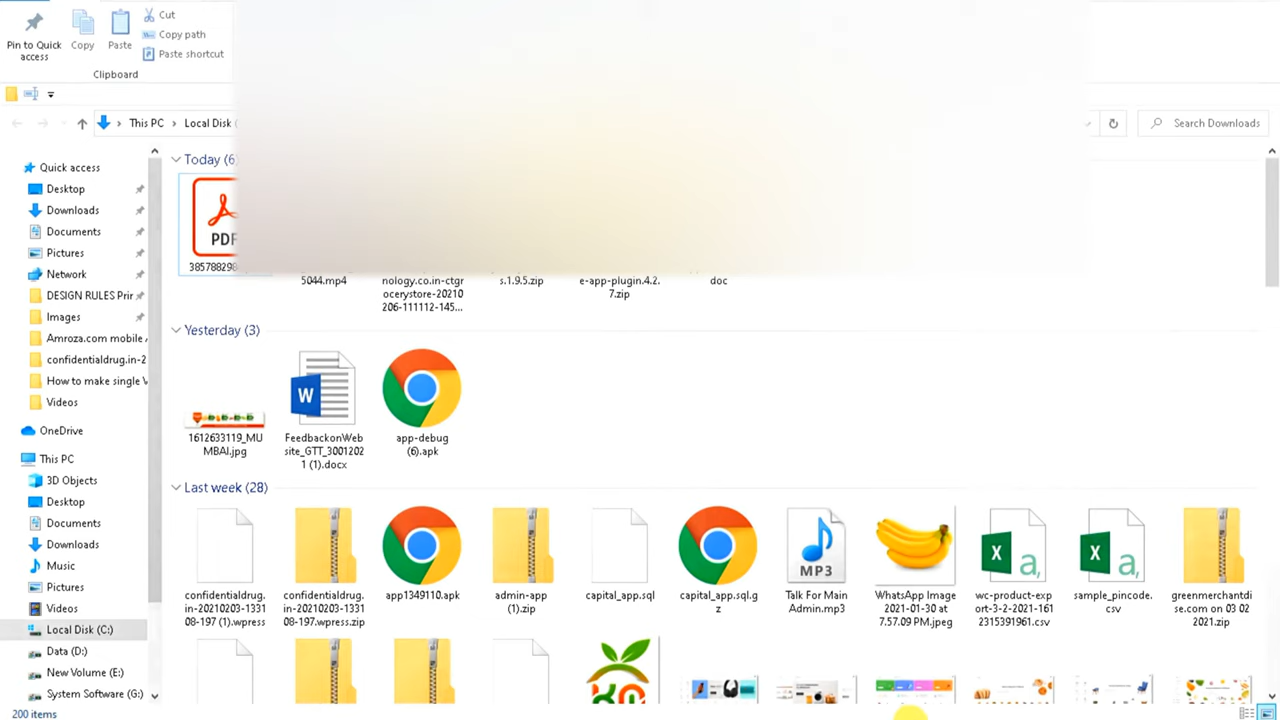 Cut
Copy path
Paste shortcut
Pin to Quick access
Copy
Paste
Clipboard
This PC
Local Disk
Search Downloads
Quick access
Desktop
Downloads
Documents
Pictures
Network
DESIGN RULES Prir
Images
Amroza.com mobile
confidentialdrug.in-2
How to make single V
Videos
OneDrive
This PC
3D Objects
Desktop
Documents
Downloads
Music
Pictures
Videos
Local Disk (C:)
Data (D:)
New Volume (E:)
System Software (G:)
200 items
Today (6
PDF
385788298
5044.mp4
nology.co.in-ctgr
ocerystore-20210
206-111112-145...
s.1.9.5.zip
e-app-plugin.4.2.
7.zip
doc
Yesterday (3)
1612633119_MU
MBAI.jpg
W
FeedbackonWeb
site_GTT_3001202
1 (1).docx
app-debug
(6).apk
Last week (28)
confidentialdrug.
in-20210203-1331
08-197 (1).wpress
confidentialdrug.
in-20210203-1331
08-197.wpress.zip
app1349110.apk
admin-app
(1).zip
capital_app.sql
capital_app.sql.g
z
MP3
Talk For Main
Admin.mp3
WhatsApp Image
2021-01-30 at
7.57.09 PM.jpeg
X a,
wc-product-exp
ort-3-2-2021-161
2315391961.csv
X a,
sample_pincode.
csv
greenmerchantdi
se.com on 03 02
2021.zip